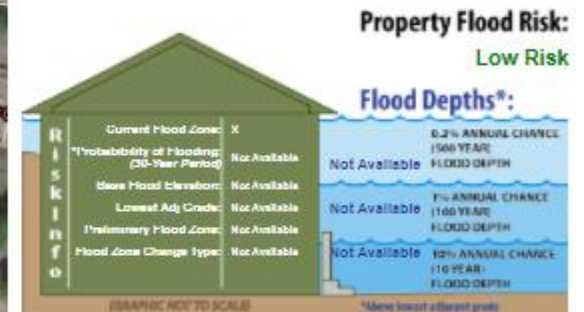 Property Flood Risk:
Low Risk
Flood Depths*:
Risk Info
Current Flood Zone: X
*Probability of Flooding: (30-Year Period) Not Available
Base Flood Elevation: Not Available
Lowest Adj Grade: Not Available
Preliminary Flood Zone: Not Available
Flood Zone Change Type: Not Available
Not Available
0.2% ANNUAL CHANCE
(500 YEAR)
FLOOD DEPTH
Not Available
1% ANNUAL CHANCE
(100 YEAR)
FLOOD DEPTH
Not Available
10% ANNUAL CHANCE
(10 YEAR)
FLOOD DEPTH
(GRAPHIC NOT TO SCALE)
*Above lowest adjacent grade